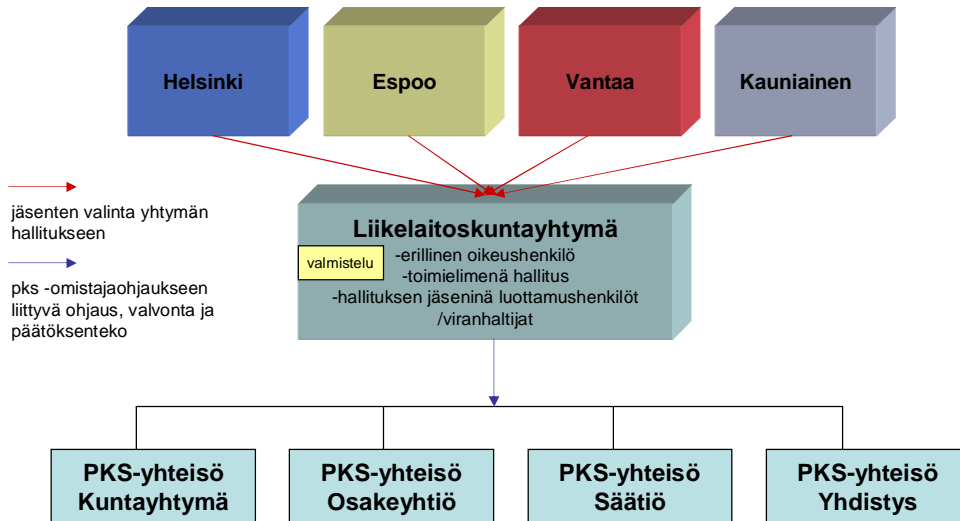 Helsinki
Espoo
Vantaa
Kauniainen
jäsenten valinta yhtymän
hallitukseen
pks -omistajaohjaukseen
liittyvä ohjaus, valvonta ja
päätöksenteko
Liikelaitoskuntayhtymä
valmistelu
-erillinen oikeushenkilö
-toimielimenä hallitus
-hallituksen jäseninä luottamushenkilöt
/viranhaltijat
PKS-yhteisö
Kuntayhtymä
PKS-yhteisö
Osakeyhtiö
PKS-yhteisö
Säätiö
PKS-yhteisö
Yhdistys